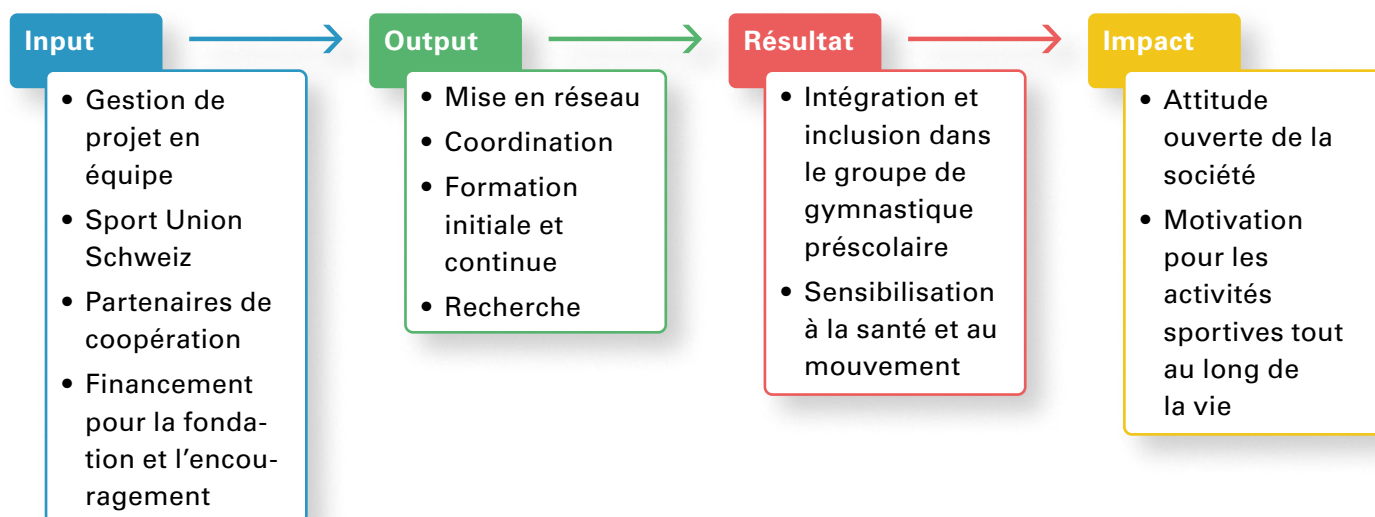 Input
• Gestion de
projet en
équipe
• Sport Union
Schweiz
• Partenaires de
coopération
• Financement
pour la fonda-
tion et l’encou-
ragement
Output
• Mise en réseau
• Coordination
• Formation
initiale et
continue
• Recherche
Résultat
• Intégration et
inclusion dans
le groupe de
gymnastique
préscolaire
• Sensibilisation
à la santé et au
mouvement
Impact
• Attitude
ouverte de la
société
• Motivation
pour les
activités
sportives tout
au long de
la vie